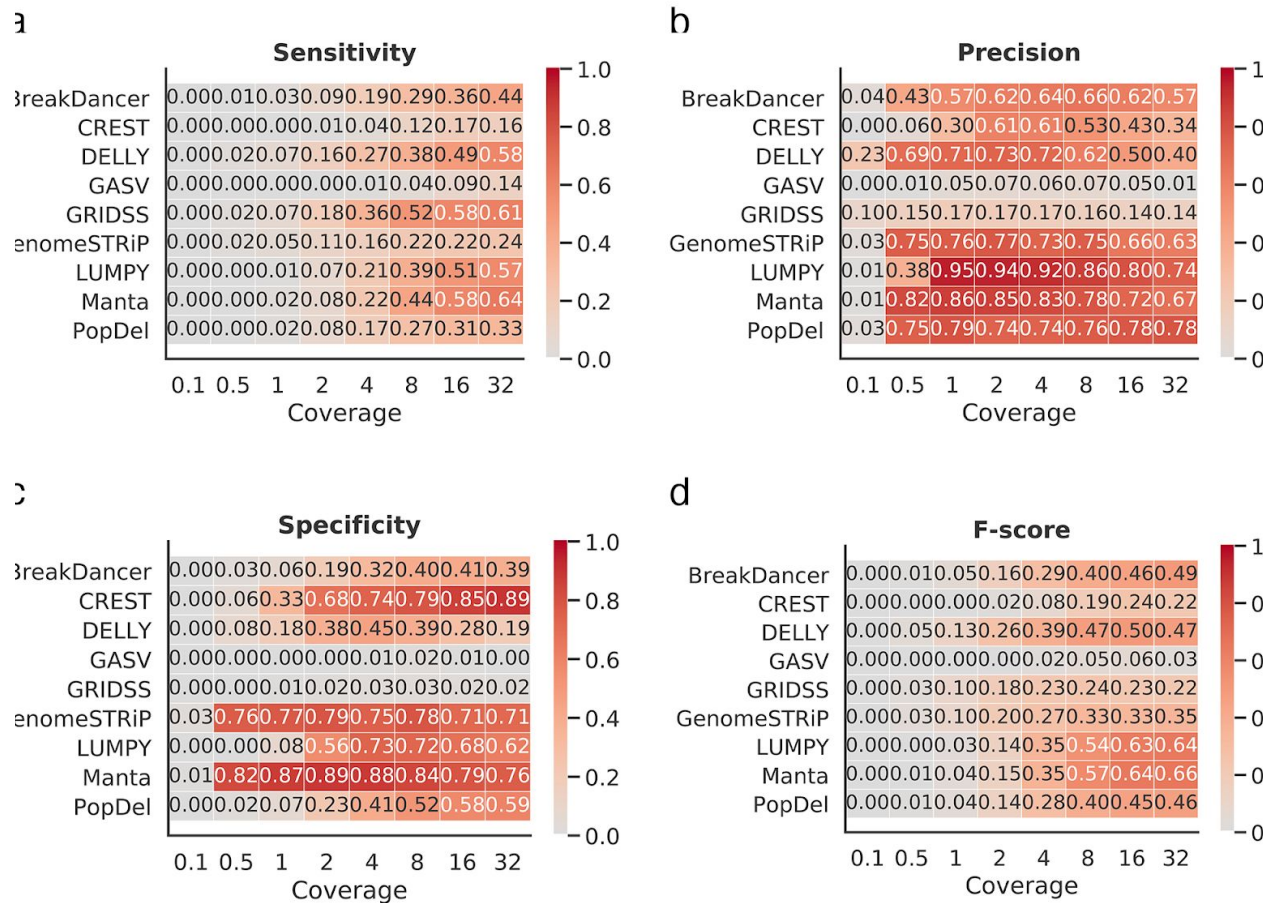 a
Sensitivity
BreakDancer 0.00 0.01 0.03 0.09 0.19 0.29 0.36 0.44
CREST 0.00 0.00 0.00 0.01 0.04 0.12 0.17 0.16
DELLY 0.00 0.02 0.07 0.16 0.27 0.38 0.49 0.58
GASV 0.00 0.00 0.00 0.00 0.01 0.04 0.09 0.14
GRIDSS 0.00 0.02 0.07 0.18 0.36 0.52 0.58 0.61
enomeSTRiP 0.00 0.02 0.05 0.11 0.16 0.22 0.22 0.24
LUMPY 0.00 0.00 0.01 0.07 0.21 0.39 0.51 0.57
Manta 0.00 0.00 0.02 0.08 0.22 0.44 0.58 0.64
PopDel 0.00 0.00 0.02 0.08 0.17 0.27 0.31 0.33
0.1 0.5 1 2 4 8 16 32
Coverage
1.0
0.8
0.6
0.4
0.2
0.0
b
Precision
BreakDancer 0.04 0.43 0.57 0.62 0.64 0.66 0.62 0.57
CREST 0.00 0.06 0.30 0.61 0.61 0.53 0.43 0.34
DELLY 0.23 0.69 0.71 0.73 0.72 0.62 0.50 0.40
GASV 0.00 0.01 0.05 0.07 0.06 0.07 0.05 0.01
GRIDSS 0.10 0.15 0.17 0.17 0.17 0.16 0.14 0.14
GenomeSTRiP 0.03 0.75 0.76 0.77 0.73 0.75 0.66 0.63
LUMPY 0.01 0.38 0.95 0.94 0.92 0.86 0.80 0.74
Manta 0.01 0.82 0.86 0.85 0.83 0.78 0.72 0.67
PopDel 0.03 0.75 0.79 0.74 0.74 0.76 0.78 0.78
0.1 0.5 1 2 4 8 16 32
Coverage
1
0
0
0
0
0
c
Specificity
BreakDancer 0.00 0.03 0.06 0.19 0.32 0.40 0.41 0.39
CREST 0.00 0.06 0.33 0.68 0.74 0.79 0.85 0.89
DELLY 0.00 0.08 0.18 0.38 0.45 0.39 0.28 0.19
GASV 0.00 0.00 0.00 0.00 0.01 0.02 0.01 0.00
GRIDSS 0.00 0.00 0.01 0.02 0.03 0.03 0.02 0.02
enomeSTRiP 0.03 0.76 0.77 0.79 0.75 0.78 0.71 0.71
LUMPY 0.00 0.00 0.08 0.56 0.73 0.72 0.68 0.62
Manta 0.01 0.82 0.87 0.89 0.88 0.84 0.79 0.76
PopDel 0.00 0.02 0.07 0.23 0.41 0.52 0.58 0.59
0.1 0.5 1 2 4 8 16 32
Coverage
1.0
0.8
0.6
0.4
0.2
0.0
d
F-score
BreakDancer 0.00 0.01 0.05 0.16 0.29 0.40 0.46 0.49
CREST 0.00 0.00 0.00 0.02 0.08 0.19 0.24 0.22
DELLY 0.00 0.05 0.13 0.26 0.39 0.47 0.50 0.47
GASV 0.00 0.00 0.00 0.00 0.02 0.05 0.06 0.03
GRIDSS 0.00 0.03 0.10 0.18 0.23 0.24 0.23 0.22
GenomeSTRiP 0.00 0.03 0.10 0.20 0.27 0.33 0.33 0.35
LUMPY 0.00 0.00 0.03 0.14 0.35 0.54 0.63 0.64
Manta 0.00 0.01 0.04 0.15 0.35 0.57 0.64 0.66
PopDel 0.00 0.01 0.04 0.14 0.28 0.40 0.45 0.46
0.1 0.5 1 2 4 8 16 32
Coverage
1
0
0
0
0
0